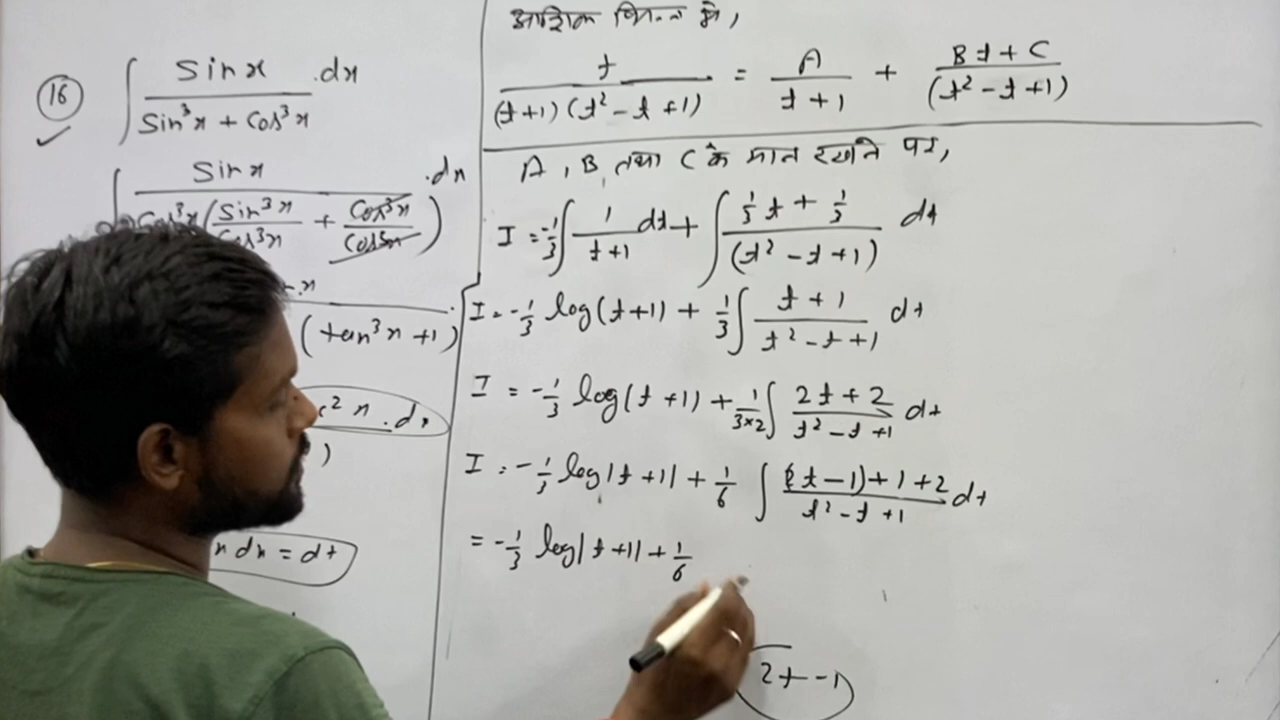 16 ∫ Sin x / (Sin³x + Cos³x) . dx
∫ Sin x / (Cos³x (Sin³x/Cos³x + Cos³x/Cos³x)) . dx
(tan³x + 1)
² x . dx
)
x dx = dt
t / ((t+1)(t² - t + 1)) = A / (t+1) + (Bt + C) / (t² - t + 1)
A, B तथा C के मान रखने पर,
I = -1/3 ∫ 1/(t+1) dt + ∫ (1/3 t + 1/3) / (t² - t + 1) dt
I = -1/3 log(t+1) + 1/3 ∫ (t+1) / (t² - t + 1) dt
I = -1/3 log(t+1) + 1/(3×2) ∫ (2t+2) / (t² - t + 1) dt
I = -1/3 log|t+1| + 1/6 ∫ ((2t-1)+1+2) / (t² - t + 1) dt
= -1/3 log|t+1| + 1/6
2t-1